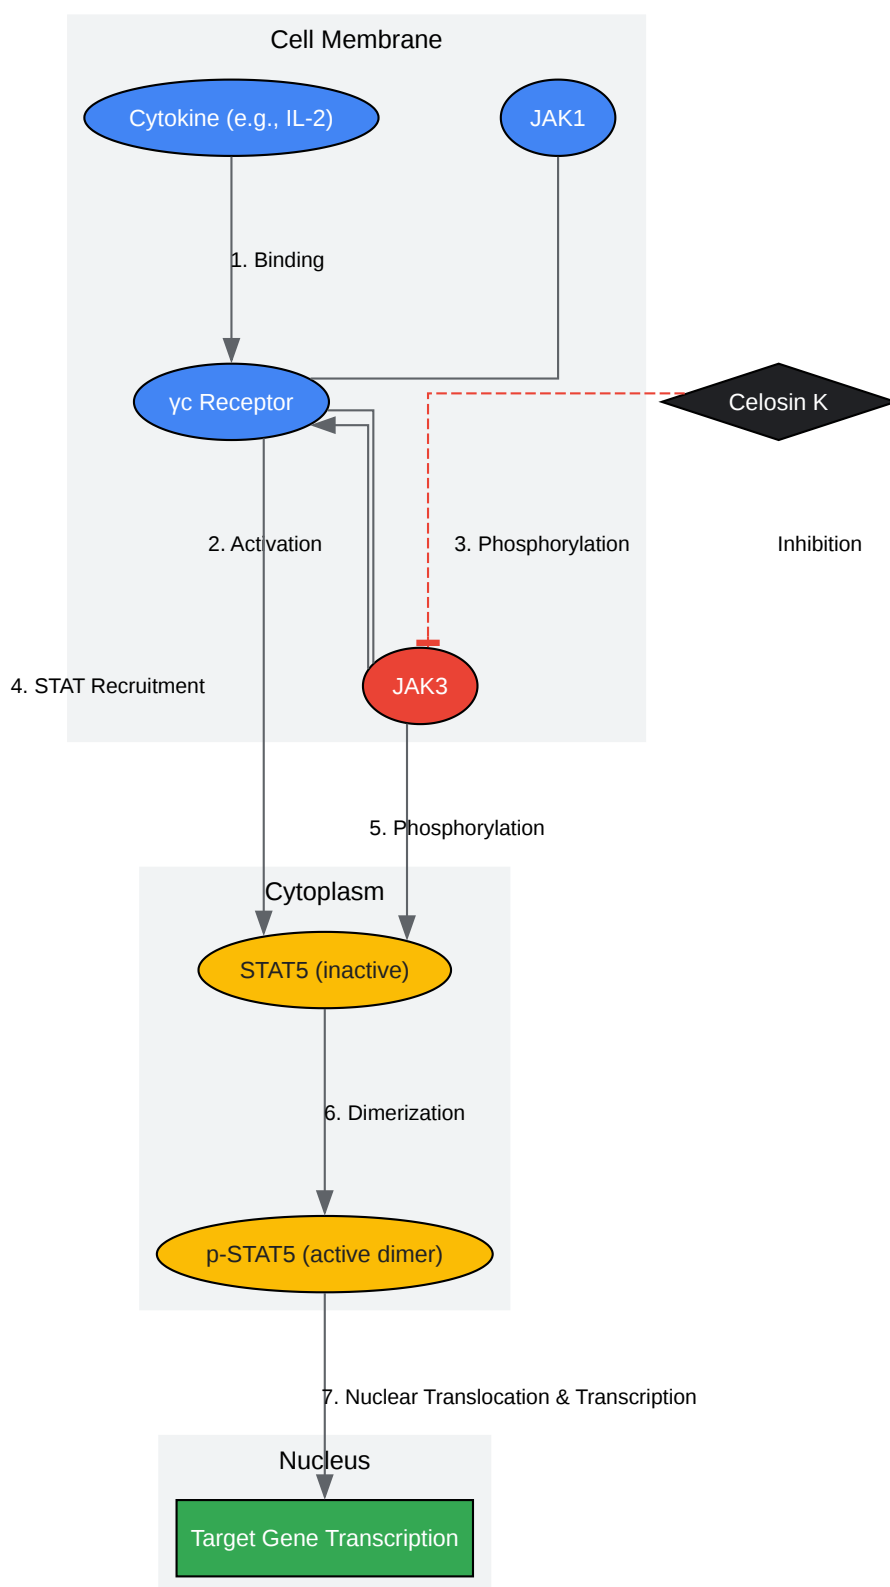 Cell Membrane
Cytokine (e.g., IL-2)
JAK1
1. Binding
γc Receptor
Celosin K
2. Activation
3. Phosphorylation
Inhibition
4. STAT Recruitment
JAK3
5. Phosphorylation
Cytoplasm
STAT5 (inactive)
6. Dimerization
p-STAT5 (active dimer)
7. Nuclear Translocation & Transcription
Nucleus
Target Gene Transcription